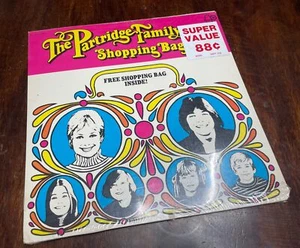 The Partridge Family
Shopping Bag
SUPER
VALUE
88¢
FREE SHOPPING BAG
INSIDE!